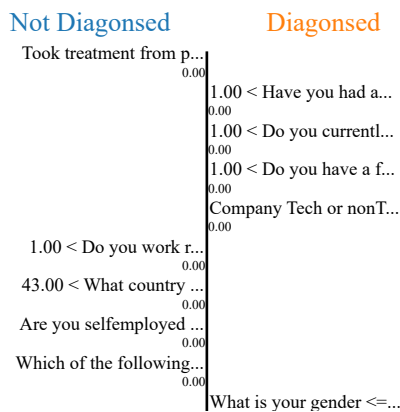 Not Diagonsed Diagonsed
Took treatment from p...
0.00
1.00 < Have you had a...
0.00
1.00 < Do you currentl...
0.00
1.00 < Do you have a f...
0.00
Company Tech or nonT...
0.00
1.00 < Do you work r...
0.00
43.00 < What country ...
0.00
Are you selfemployed ...
0.00
Which of the following...
0.00
What is your gender <=...